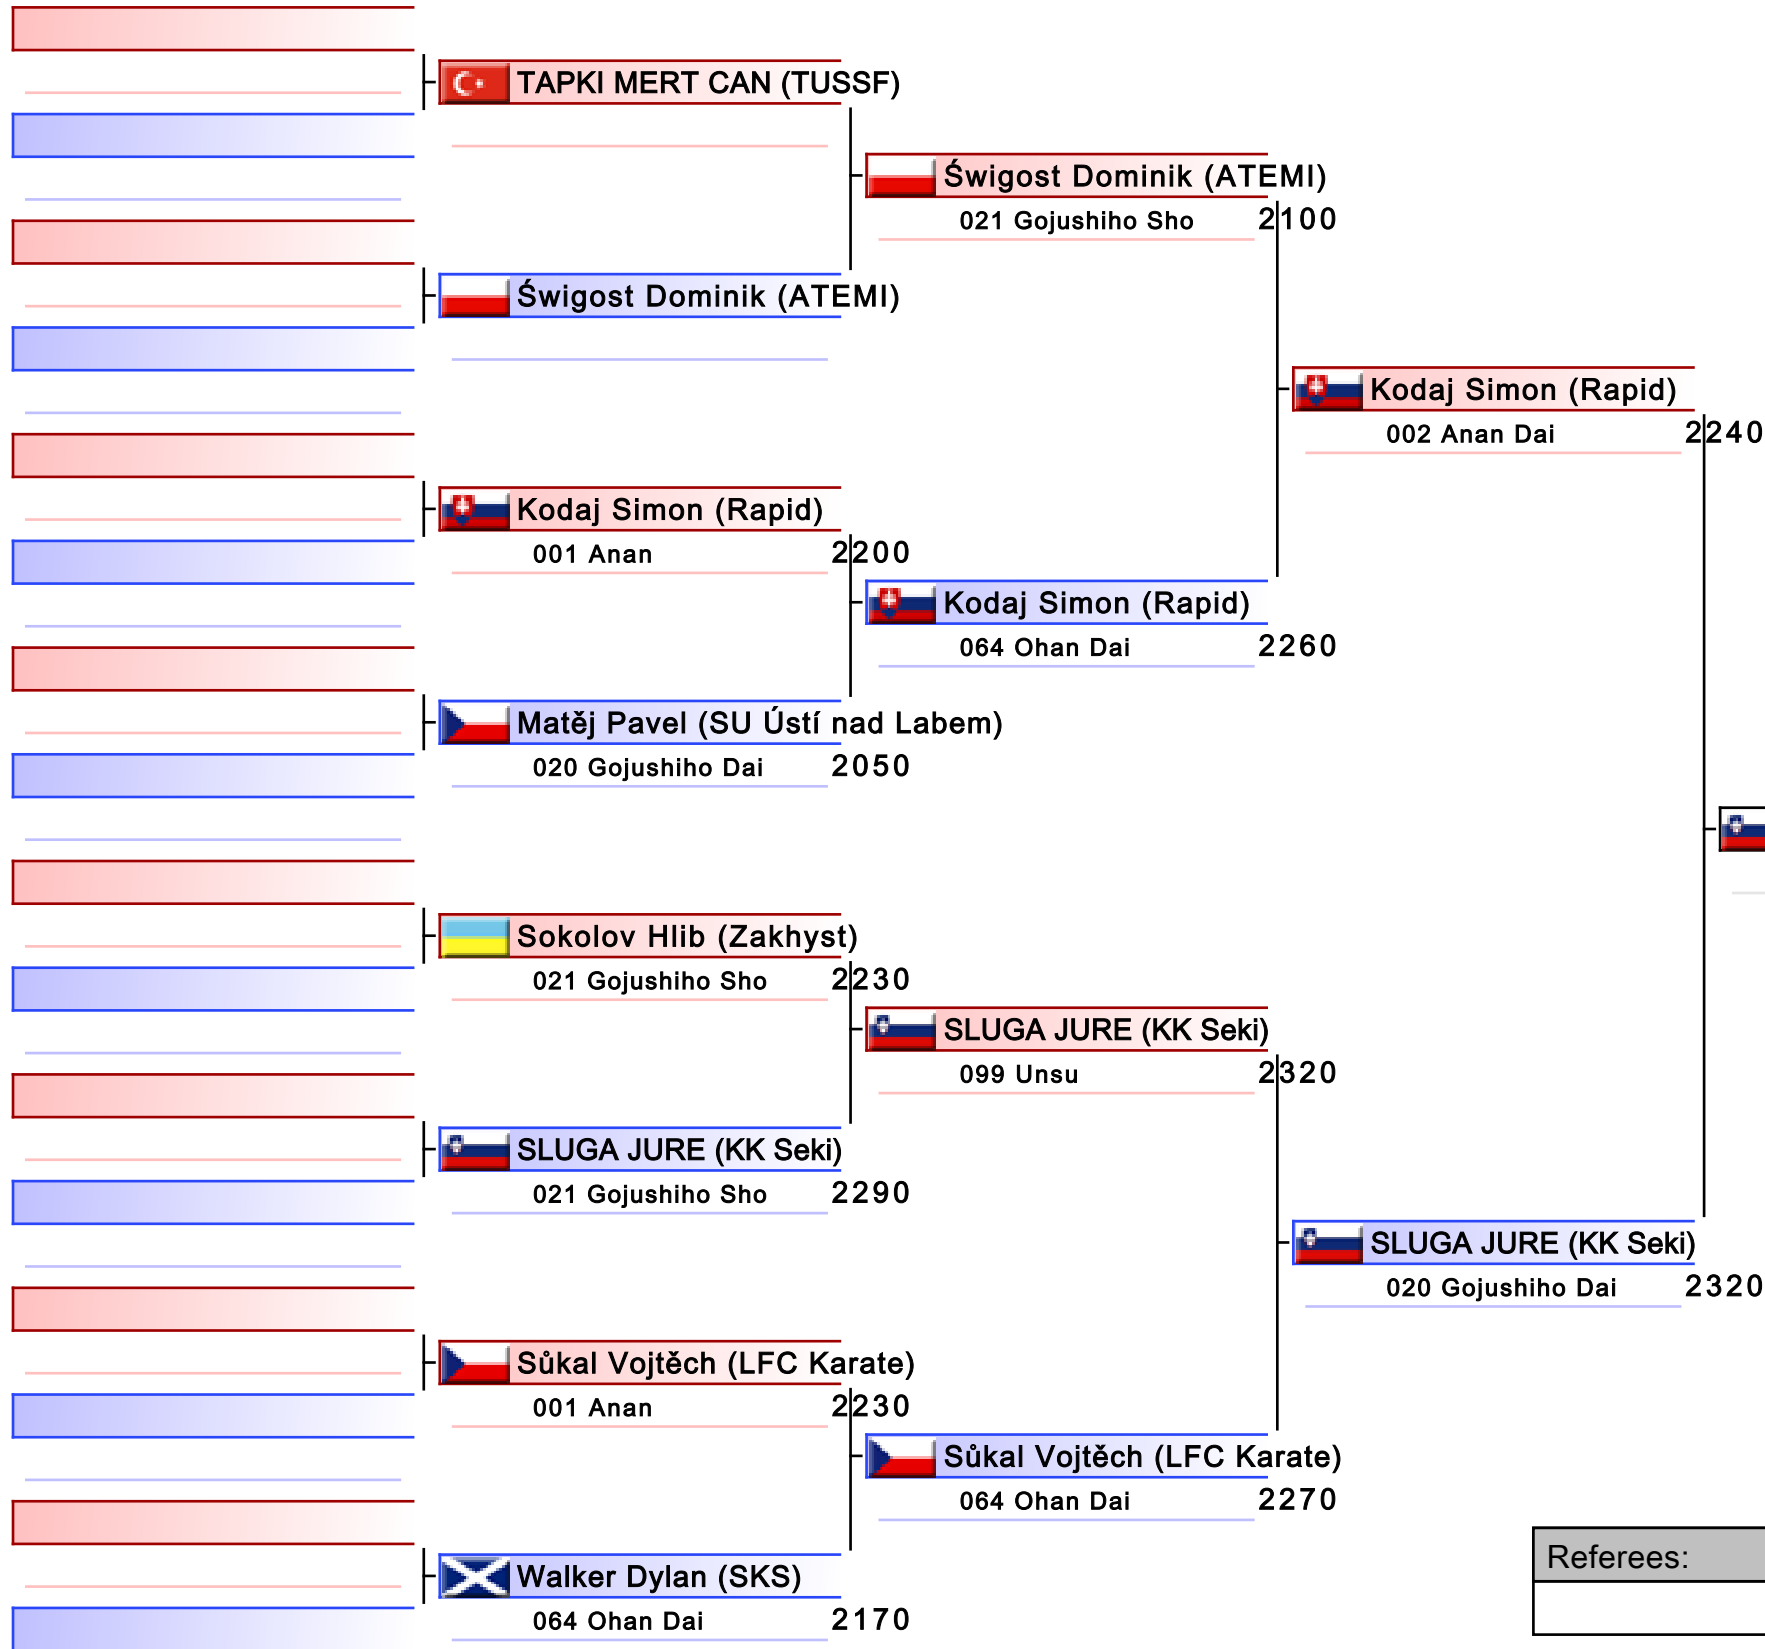 TAPKI MERT CAN (TUSSF)
Świgost Dominik (ATEMI)
021 Gojushiho Sho 2100
Świgost Dominik (ATEMI)
Kodaj Simon (Rapid)
002 Anan Dai 2240
Kodaj Simon (Rapid)
001 Anan 2200
Kodaj Simon (Rapid)
064 Ohan Dai 2260
Matěj Pavel (SU Ústí nad Labem)
020 Gojushiho Dai 2050
Sokolov Hlib (Zakhyst)
021 Gojushiho Sho 2230
SLUGA JURE (KK Seki)
099 Unsu 2320
SLUGA JURE (KK Seki)
021 Gojushiho Sho 2290
SLUGA JURE (KK Seki)
020 Gojushiho Dai 2320
Sůkal Vojtěch (LFC Karate)
001 Anan 2230
Sůkal Vojtěch (LFC Karate)
064 Ohan Dai 2270
Referees:
Walker Dylan (SKS)
064 Ohan Dai 2170